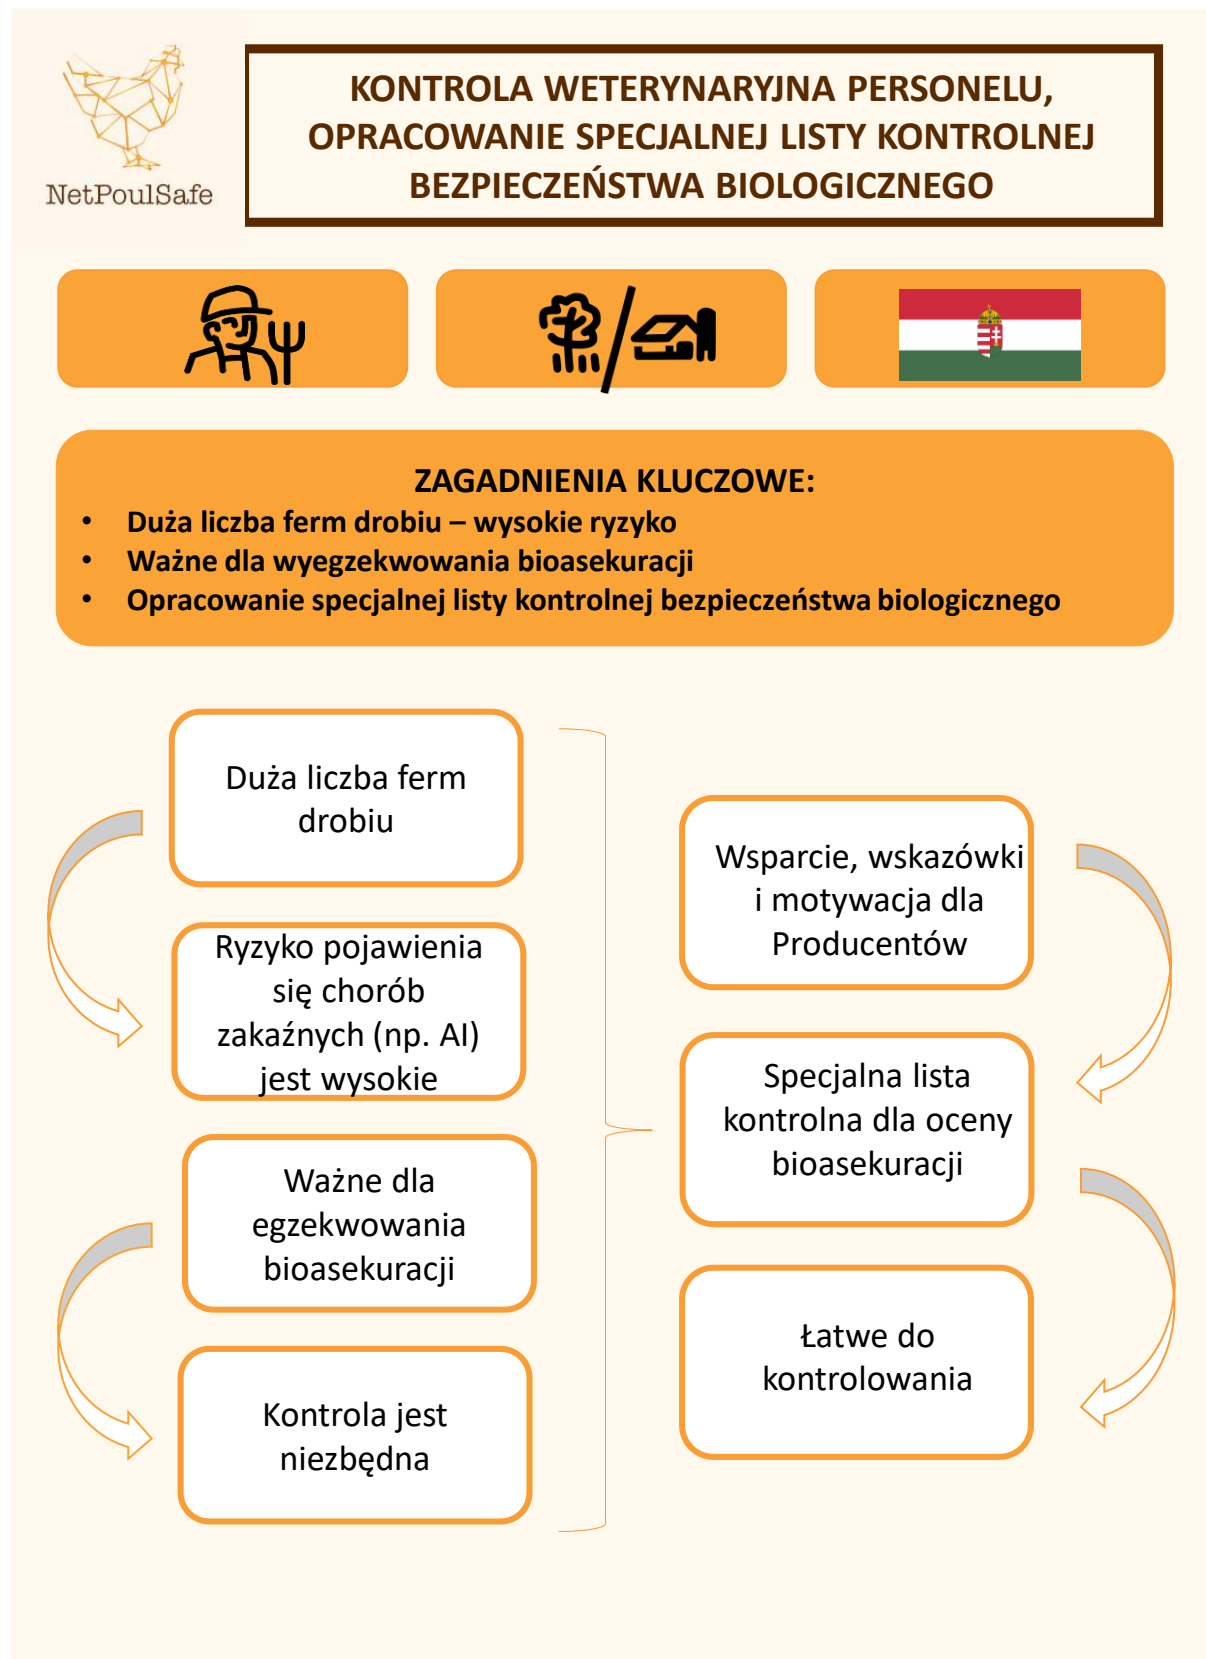 NetPoulSafe
KONTROLA WETERYNARYJNA PERSONELU,
OPRACOWANIE SPECJALNEJ LISTY KONTROLNEJ
BEZPIECZEŃSTWA BIOLOGICZNEGO
ZAGADNIENIA KLUCZOWE:
• Duża liczba ferm drobiu – wysokie ryzyko
• Ważne dla wyegzekwowania bioasekuracji
• Opracowanie specjalnej listy kontrolnej bezpieczeństwa biologicznego
Duża liczba ferm
drobiu
Ryzyko pojawienia
się chorób
zakaźnych (np. AI)
jest wysokie
Ważne dla
egzekwowania
bioasekuracji
Kontrola jest
niezbędna
Wsparcie, wskazówki
i motywacja dla
Producentów
Specjalna lista
kontrolna dla oceny
bioasekuracji
Łatwe do
kontrolowania